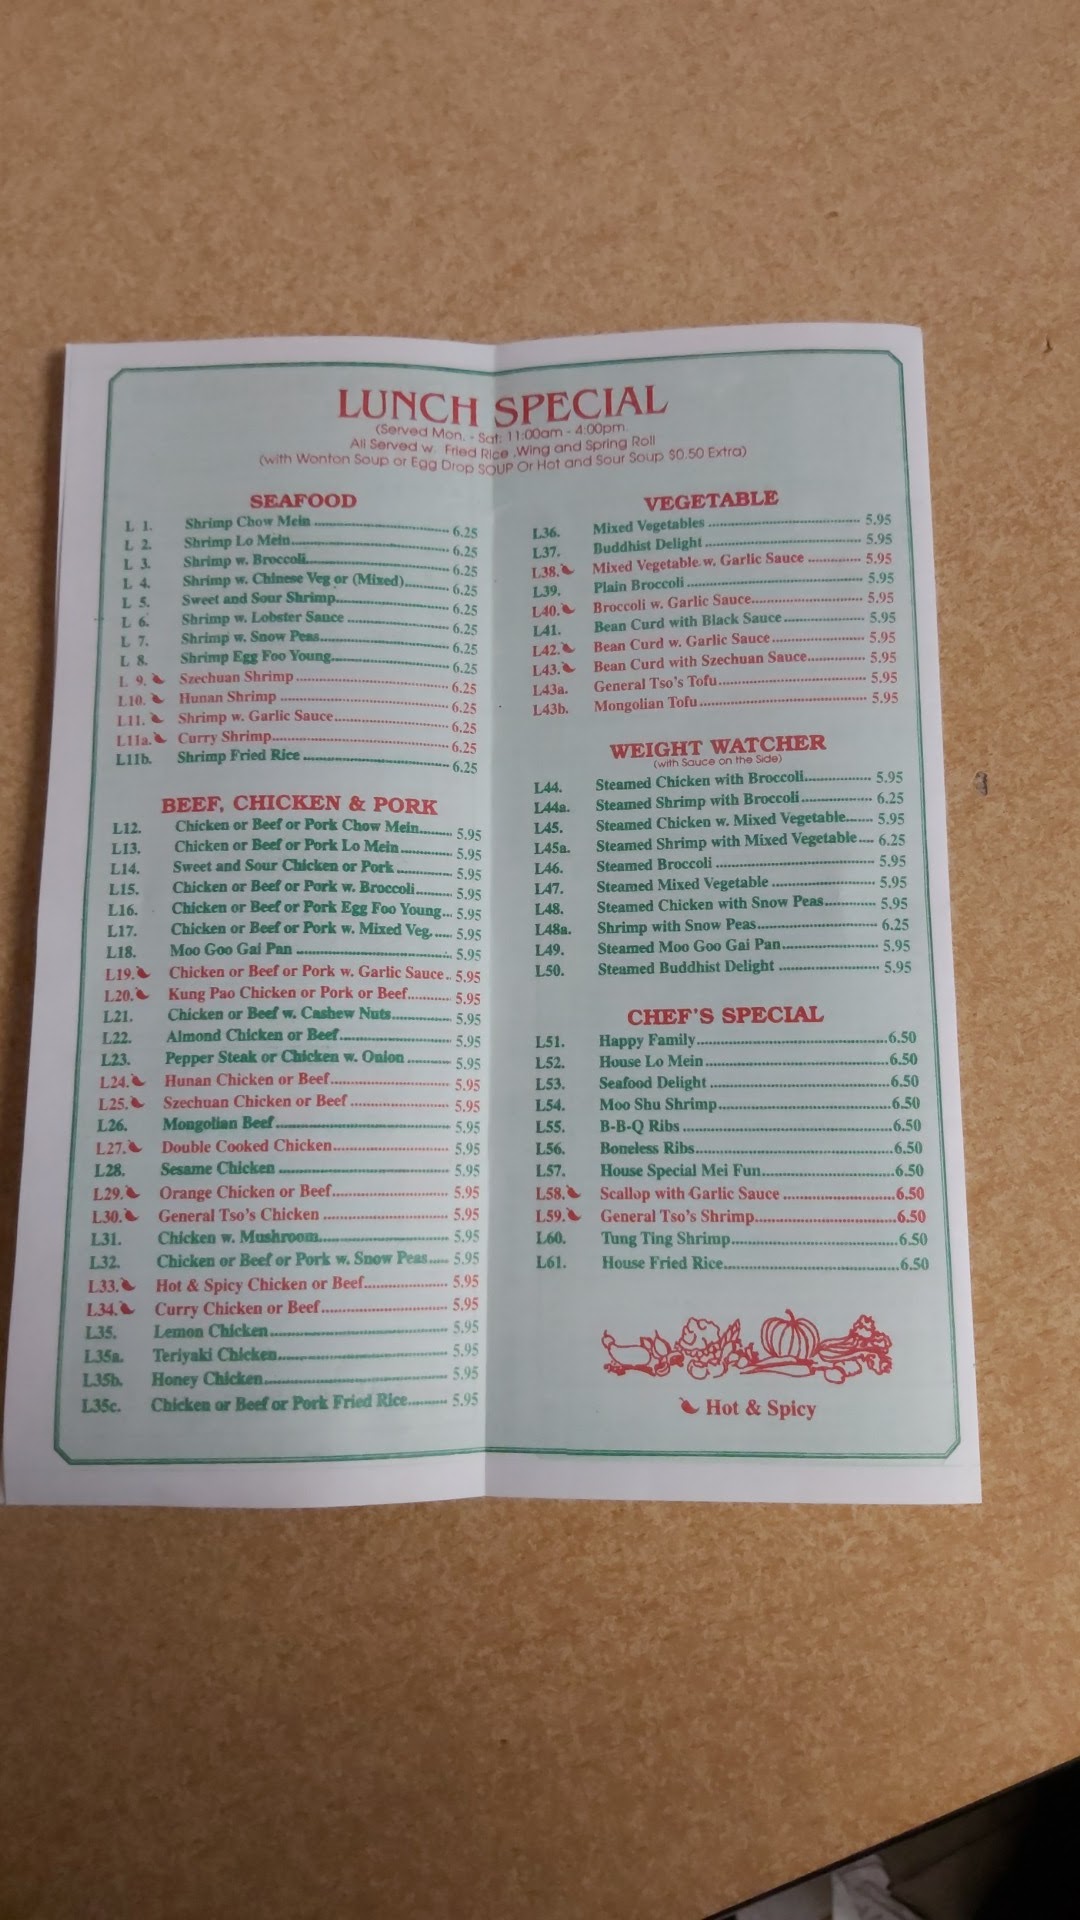 LUNCH SPECIAL
(Served Mon. - Sat: 11:00am - 4:00pm.
All Served w. Fried Rice ,Wing and Spring Roll
(with Wonton Soup or Egg Drop SOUP Or Hot and Sour Soup $0.50 Extra)
SEAFOOD
L 1. Shrimp Chow Mein 6.25
L 2. Shrimp Lo Mein 6.25
L 3. Shrimp w. Broccoli 6.25
L 4. Shrimp w. Chinese Veg or (Mixed) 6.25
L 5. Sweet and Sour Shrimp 6.25
L 6. Shrimp w. Lobster Sauce 6.25
L 7. Shrimp w. Snow Peas 6.25
L 8. Shrimp Egg Foo Young 6.25
L 9. Szechuan Shrimp 6.25
L10. Hunan Shrimp 6.25
L11. Shrimp w. Garlic Sauce 6.25
L11a. Curry Shrimp 6.25
L11b. Shrimp Fried Rice 6.25
BEEF, CHICKEN & PORK
L12. Chicken or Beef or Pork Chow Mein 5.95
L13. Chicken or Beef or Pork Lo Mein 5.95
L14. Sweet and Sour Chicken or Pork 5.95
L15. Chicken or Beef or Pork w. Broccoli 5.95
L16. Chicken or Beef or Pork Egg Foo Young 5.95
L17. Chicken or Beef or Pork w. Mixed Veg. 5.95
L18. Moo Goo Gai Pan 5.95
L19. Chicken or Beef or Pork w. Garlic Sauce 5.95
L20. Kung Pao Chicken or Pork or Beef 5.95
L21. Chicken or Beef w. Cashew Nuts 5.95
L22. Almond Chicken or Beef 5.95
L23. Pepper Steak or Chicken w. Onion 5.95
L24. Hunan Chicken or Beef 5.95
L25. Szechuan Chicken or Beef 5.95
L26. Mongolian Beef 5.95
L27. Double Cooked Chicken 5.95
L28. Sesame Chicken 5.95
L29. Orange Chicken or Beef 5.95
L30. General Tso's Chicken 5.95
L31. Chicken w. Mushroom 5.95
L32. Chicken or Beef or Pork w. Snow Peas 5.95
L33. Hot & Spicy Chicken or Beef 5.95
L34. Curry Chicken or Beef 5.95
L35. Lemon Chicken 5.95
L35a. Teriyaki Chicken 5.95
L35b. Honey Chicken 5.95
L35c. Chicken or Beef or Pork Fried Rice 5.95
VEGETABLE
L36. Mixed Vegetables 5.95
L37. Buddhist Delight 5.95
L38. Mixed Vegetable w. Garlic Sauce 5.95
L39. Plain Broccoli 5.95
L40. Broccoli w. Garlic Sauce 5.95
L41. Bean Curd with Black Sauce 5.95
L42. Bean Curd w. Garlic Sauce 5.95
L43. Bean Curd with Szechuan Sauce 5.95
L43a. General Tso's Tofu 5.95
L43b. Mongolian Tofu 5.95
WEIGHT WATCHER
(with Sauce on the Side)
L44. Steamed Chicken with Broccoli 5.95
L44a. Steamed Shrimp with Broccoli 6.25
L45. Steamed Chicken w. Mixed Vegetable 5.95
L45a. Steamed Shrimp with Mixed Vegetable 6.25
L46. Steamed Broccoli 5.95
L47. Steamed Mixed Vegetable 5.95
L48. Steamed Chicken with Snow Peas 5.95
L48a. Shrimp with Snow Peas 6.25
L49. Steamed Moo Goo Gai Pan 5.95
L50. Steamed Buddhist Delight 5.95
CHEF'S SPECIAL
L51. Happy Family 6.50
L52. House Lo Mein 6.50
L53. Seafood Delight 6.50
L54. Moo Shu Shrimp 6.50
L55. B-B-Q Ribs 6.50
L56. Boneless Ribs 6.50
L57. House Special Mei Fun 6.50
L58. Scallop with Garlic Sauce 6.50
L59. General Tso's Shrimp 6.50
L60. Tung Ting Shrimp 6.50
L61. House Fried Rice 6.50
Hot & Spicy